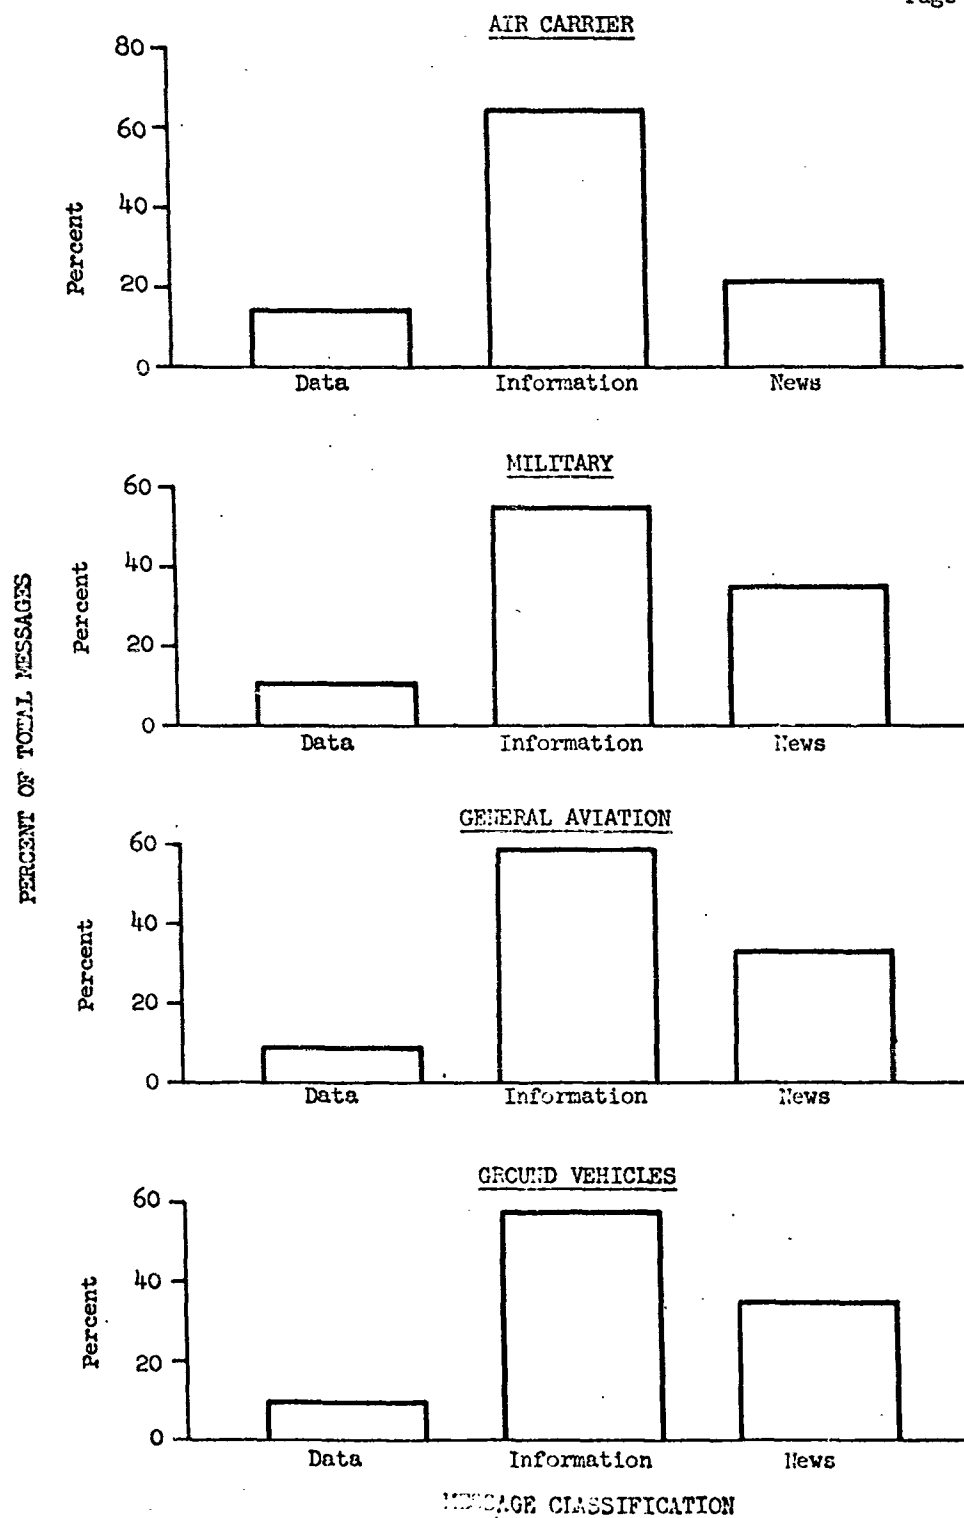 Page
AIR CARRIER
80
60
40
20
0
Percent
Data Information News
MILITARY
60
40
20
0
Percent
Data Information News
PERCENT OF TOTAL MESSAGES
GENERAL AVIATION
60
40
20
0
Percent
Data Information News
GROUND VEHICLES
60
40
20
0
Percent
Data Information News
MESSAGE CLASSIFICATION